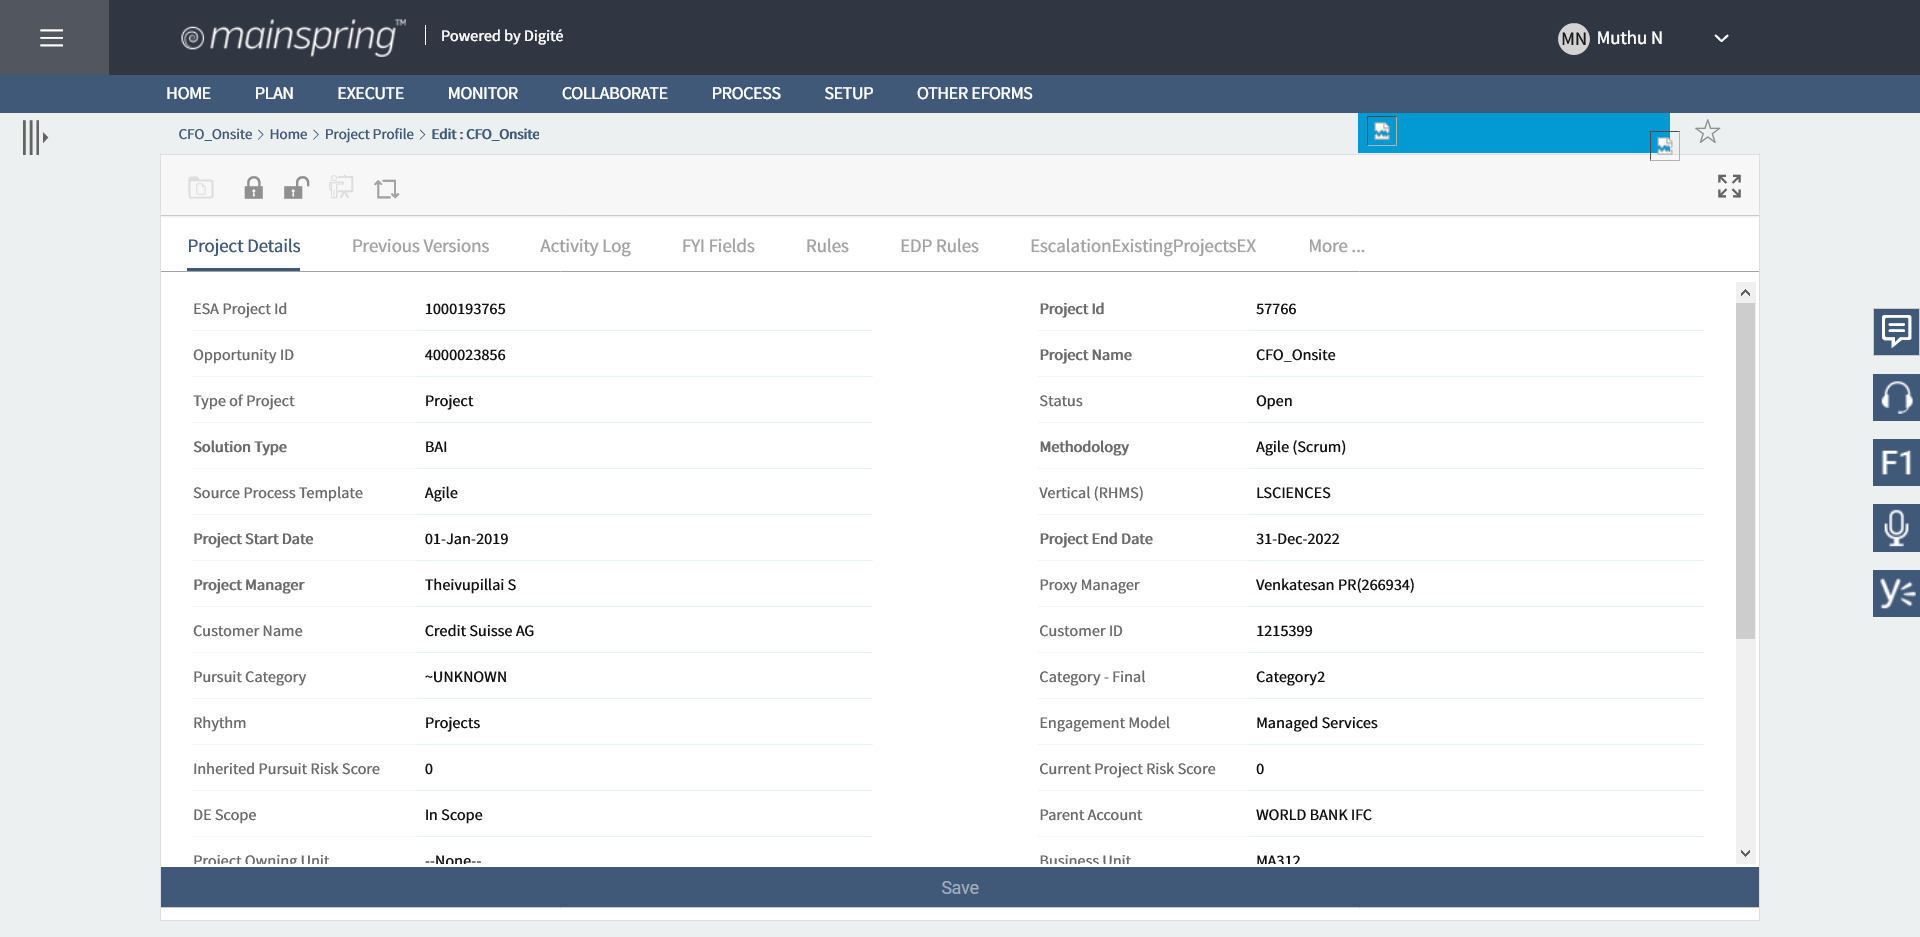 mainspring™ Powered by Digité
MN Muthu N
HOME PLAN EXECUTE MONITOR COLLABORATE PROCESS SETUP OTHER EFORMS
CFO_Onsite > Home > Project Profile > Edit : CFO_Onsite
Project Details Previous Versions Activity Log FYI Fields Rules EDP Rules EscalationExistingProjectsEX More ...
ESA Project Id 1000193765 Project Id 57766
Opportunity ID 4000023856 Project Name CFO_Onsite
Type of Project Project Status Open
Solution Type BAI Methodology Agile (Scrum)
Source Process Template Agile Vertical (RHMS) LSCIENCES
Project Start Date 01-Jan-2019 Project End Date 31-Dec-2022
Project Manager Theivupillai S Proxy Manager Venkatesan PR(266934)
Customer Name Credit Suisse AG Customer ID 1215399
Pursuit Category ~UNKNOWN Category - Final Category2
Rhythm Projects Engagement Model Managed Services
Inherited Pursuit Risk Score 0 Current Project Risk Score 0
DE Scope In Scope Parent Account WORLD BANK IFC
Project Owning Unit --None-- Business Unit MA312
Save
F1